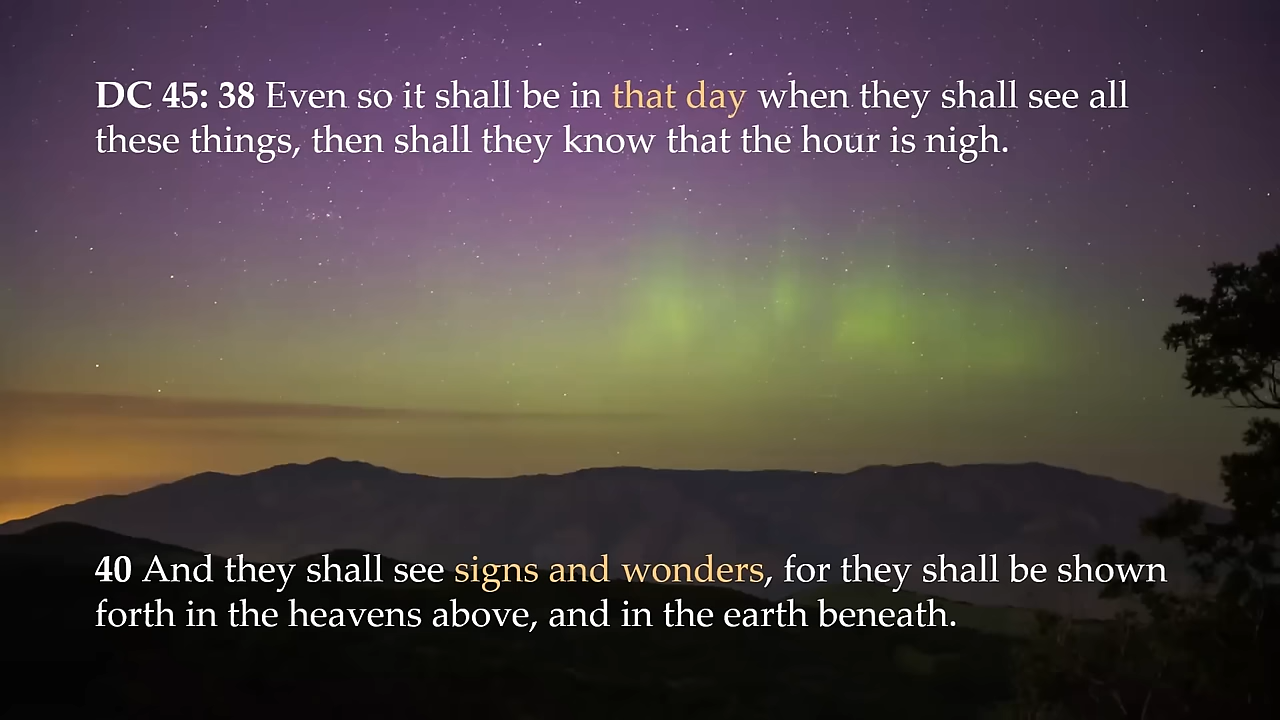 DC 45: 38 Even so it shall be in that day when they shall see all
these things, then shall they know that the hour is nigh.
40 And they shall see signs and wonders, for they shall be shown
forth in the heavens above, and in the earth beneath.